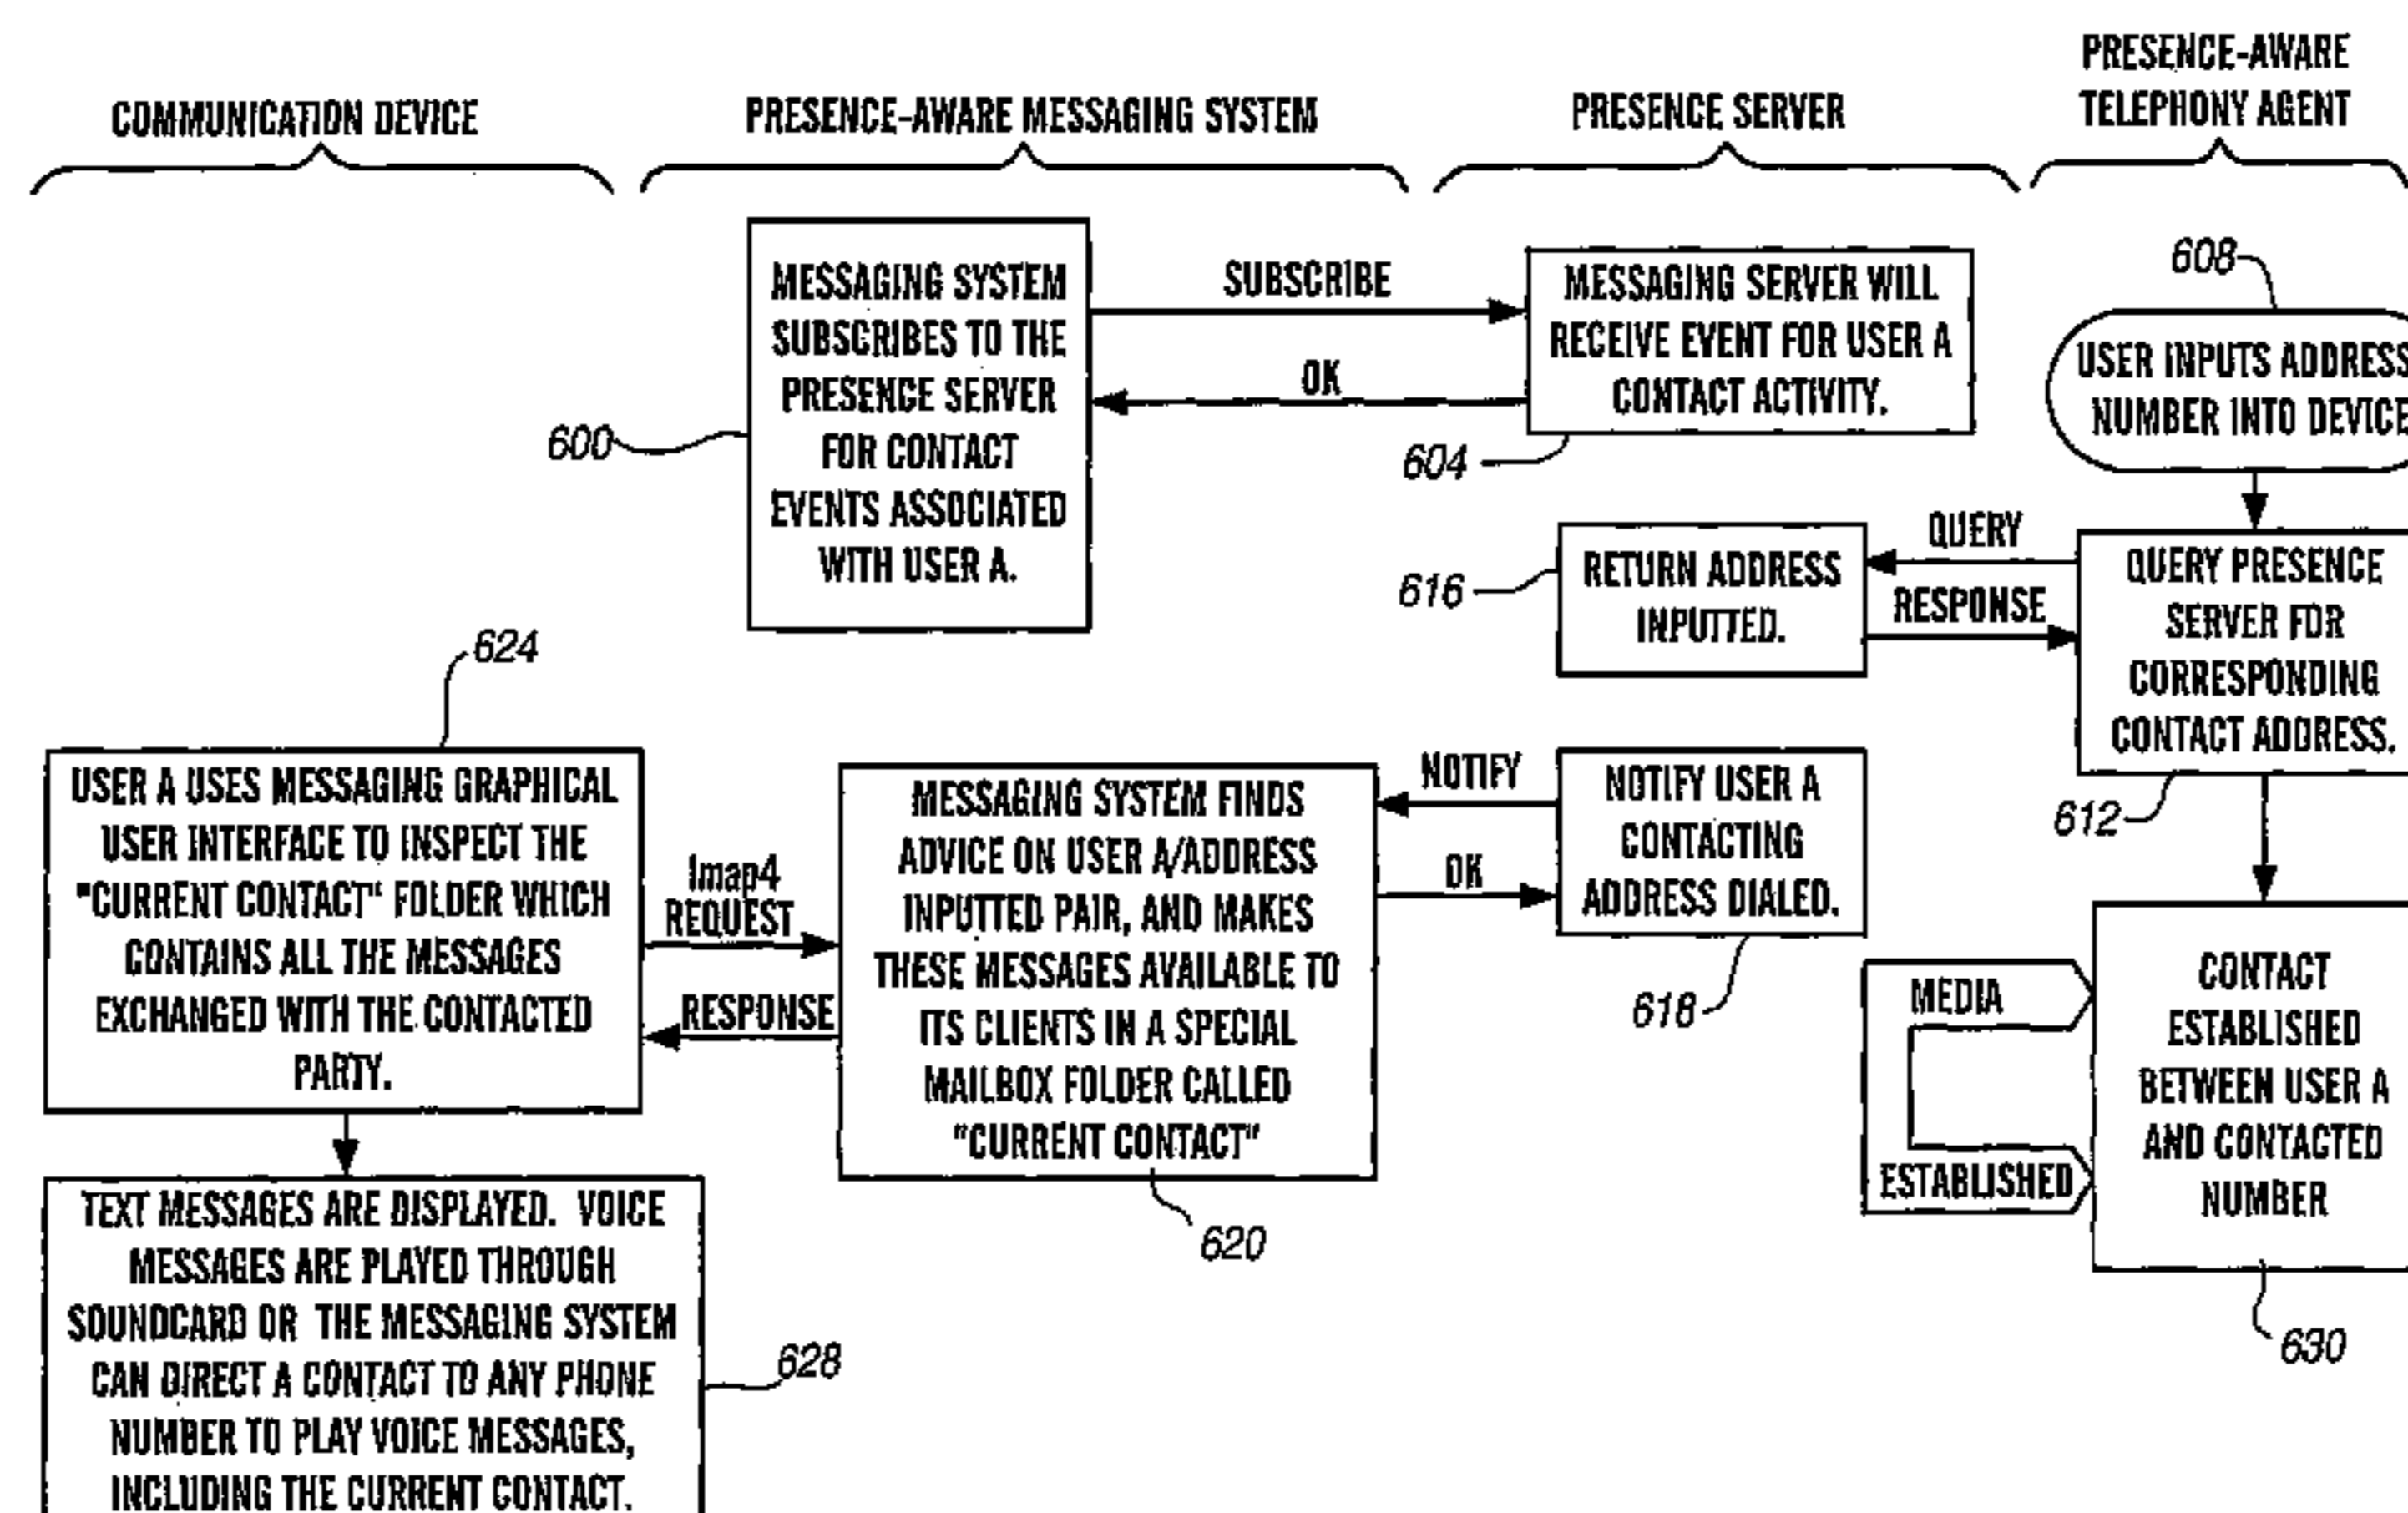 COMMUNICATION DEVICE
PRESENCE-AWARE MESSAGING SYSTEM
PRESENCE SERVER
PRESENCE-AWARE
TELEPHONY AGENT
MESSAGING SYSTEM
SUBSCRIBES TO THE
PRESENCE SERVER
FOR CONTACT
EVENTS ASSOCIATED
WITH USER A.
600
SUBSCRIBE
OK
MESSAGING SERVER WILL
RECEIVE EVENT FOR USER A
CONTACT ACTIVITY.
604
608
USER INPUTS ADDRESS
NUMBER INTO DEVICE
QUERY
RESPONSE
RETURN ADDRESS
INPUTTED.
616
QUERY PRESENCE
SERVER FOR
CORRESPONDING
CONTACT ADDRESS.
612
624
USER A USES MESSAGING GRAPHICAL
USER INTERFACE TO INSPECT THE
"CURRENT CONTACT" FOLDER WHICH
CONTAINS ALL THE MESSAGES
EXCHANGED WITH THE CONTACTED
PARTY.
Imap4
REQUEST
RESPONSE
MESSAGING SYSTEM FINDS
ADVICE ON USER A/ADDRESS
INPUTTED PAIR, AND MAKES
THESE MESSAGES AVAILABLE TO
ITS CLIENTS IN A SPECIAL
MAILBOX FOLDER CALLED
"CURRENT CONTACT"
620
NOTIFY
OK
NOTIFY USER A
CONTACTING
ADDRESS DIALED.
618
MEDIA
ESTABLISHED
CONTACT
ESTABLISHED
BETWEEN USER A
AND CONTACTED
NUMBER
630
TEXT MESSAGES ARE DISPLAYED. VOICE
MESSAGES ARE PLAYED THROUGH
SOUNDCARD OR THE MESSAGING SYSTEM
CAN DIRECT A CONTACT TO ANY PHONE
NUMBER TO PLAY VOICE MESSAGES,
INCLUDING THE CURRENT CONTACT.
628